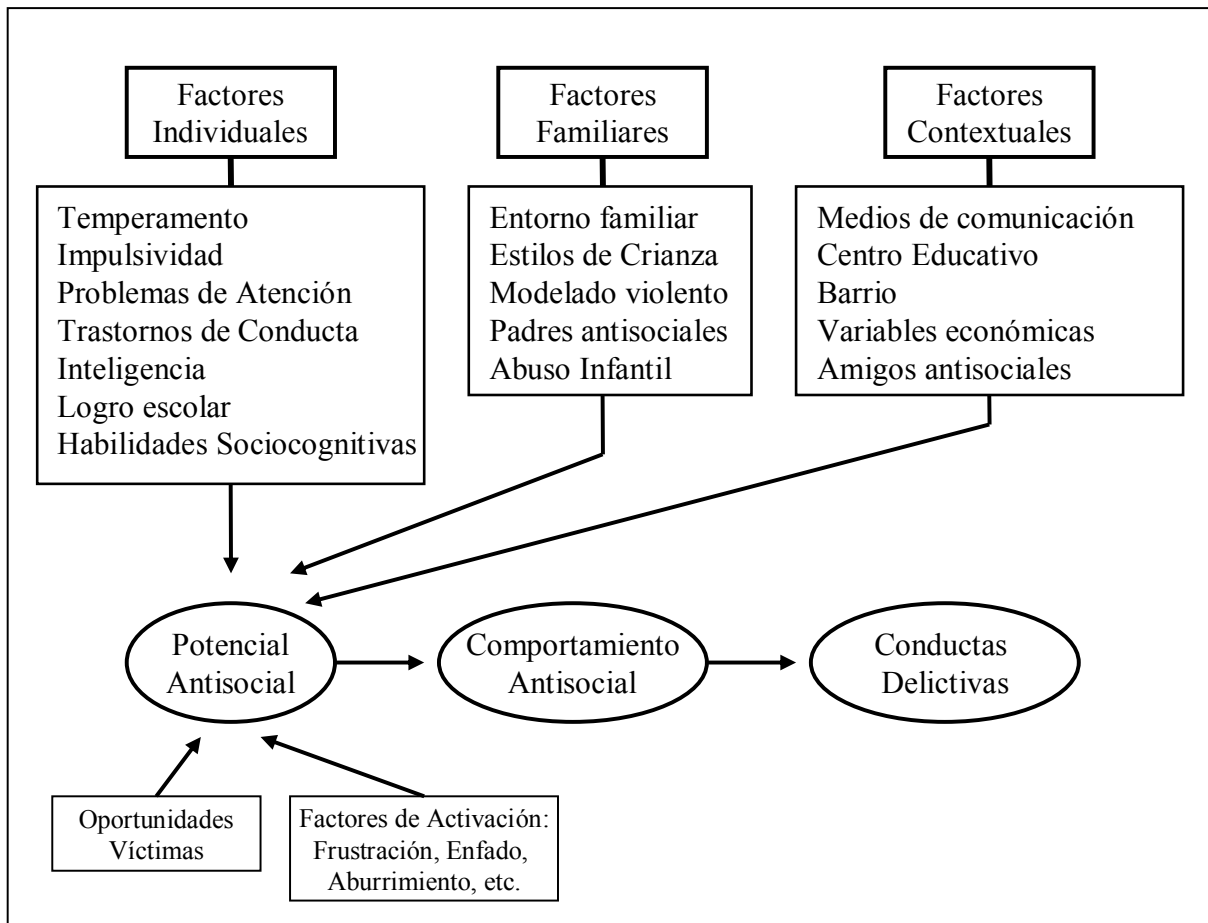 Factores
Individuales
Factores
Familiares
Factores
Contextuales
Temperamento
Impulsividad
Problemas de Atención
Trastornos de Conducta
Inteligencia
Logro escolar
Habilidades Sociocognitivas
Entorno familiar
Estilos de Crianza
Modelado violento
Padres antisociales
Abuso Infantil
Medios de comunicación
Centro Educativo
Barrio
Variables económicas
Amigos antisociales
Potencial
Antisocial
Comportamiento
Antisocial
Conductas
Delictivas
Oportunidades
Víctimas
Factores de Activación:
Frustración, Enfado,
Aburrimiento, etc.